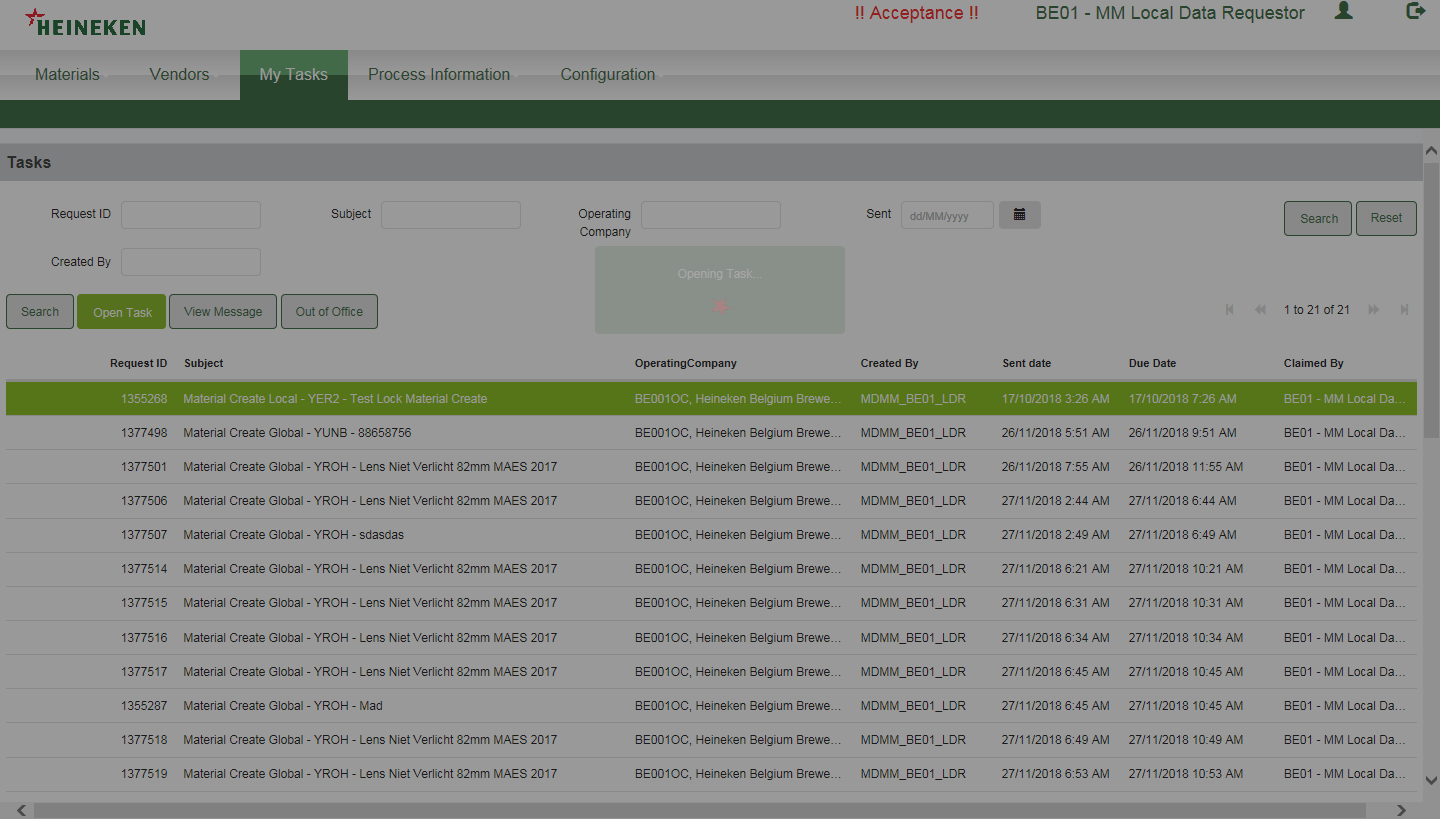 HEINEKEN
!! Acceptance !! BE01 - MM Local Data Requestor
Materials Vendors My Tasks Process Information Configuration
Tasks
Request ID Subject Operating Company Sent dd/MM/yyyy Search Reset
Created By
Opening Task...
Search Open Task View Message Out of Office 1 to 21 of 21
Request ID Subject OperatingCompany Created By Sent date Due Date Claimed By
1355268 Material Create Local - YER2 - Test Lock Material Create BE001OC, Heineken Belgium Brewe... MDMM_BE01_LDR 17/10/2018 3:26 AM 17/10/2018 7:26 AM BE01 - MM Local Da...
1377498 Material Create Global - YUNB - 88658756 BE001OC, Heineken Belgium Brewe... MDMM_BE01_LDR 26/11/2018 5:51 AM 26/11/2018 9:51 AM BE01 - MM Local Da...
1377501 Material Create Global - YROH - Lens Niet Verlicht 82mm MAES 2017 BE001OC, Heineken Belgium Brewe... MDMM_BE01_LDR 26/11/2018 7:55 AM 26/11/2018 11:55 AM BE01 - MM Local Da...
1377506 Material Create Global - YROH - Lens Niet Verlicht 82mm MAES 2017 BE001OC, Heineken Belgium Brewe... MDMM_BE01_LDR 27/11/2018 2:44 AM 27/11/2018 6:44 AM BE01 - MM Local Da...
1377507 Material Create Global - YROH - sdasdas BE001OC, Heineken Belgium Brewe... MDMM_BE01_LDR 27/11/2018 2:49 AM 27/11/2018 6:49 AM BE01 - MM Local Da...
1377514 Material Create Global - YROH - Lens Niet Verlicht 82mm MAES 2017 BE001OC, Heineken Belgium Brewe... MDMM_BE01_LDR 27/11/2018 6:21 AM 27/11/2018 10:21 AM BE01 - MM Local Da...
1377515 Material Create Global - YROH - Lens Niet Verlicht 82mm MAES 2017 BE001OC, Heineken Belgium Brewe... MDMM_BE01_LDR 27/11/2018 6:31 AM 27/11/2018 10:31 AM BE01 - MM Local Da...
1377516 Material Create Global - YROH - Lens Niet Verlicht 82mm MAES 2017 BE001OC, Heineken Belgium Brewe... MDMM_BE01_LDR 27/11/2018 6:34 AM 27/11/2018 10:34 AM BE01 - MM Local Da...
1377517 Material Create Global - YROH - Lens Niet Verlicht 82mm MAES 2017 BE001OC, Heineken Belgium Brewe... MDMM_BE01_LDR 27/11/2018 6:45 AM 27/11/2018 10:45 AM BE01 - MM Local Da...
1355287 Material Create Global - YROH - Mad BE001OC, Heineken Belgium Brewe... MDMM_BE01_LDR 27/11/2018 6:45 AM 27/11/2018 10:45 AM BE01 - MM Local Da...
1377518 Material Create Global - YROH - Lens Niet Verlicht 82mm MAES 2017 BE001OC, Heineken Belgium Brewe... MDMM_BE01_LDR 27/11/2018 6:49 AM 27/11/2018 10:49 AM BE01 - MM Local Da...
1377519 Material Create Global - YROH - Lens Niet Verlicht 82mm MAES 2017 BE001OC, Heineken Belgium Brewe... MDMM_BE01_LDR 27/11/2018 6:53 AM 27/11/2018 10:53 AM BE01 - MM Local Da...